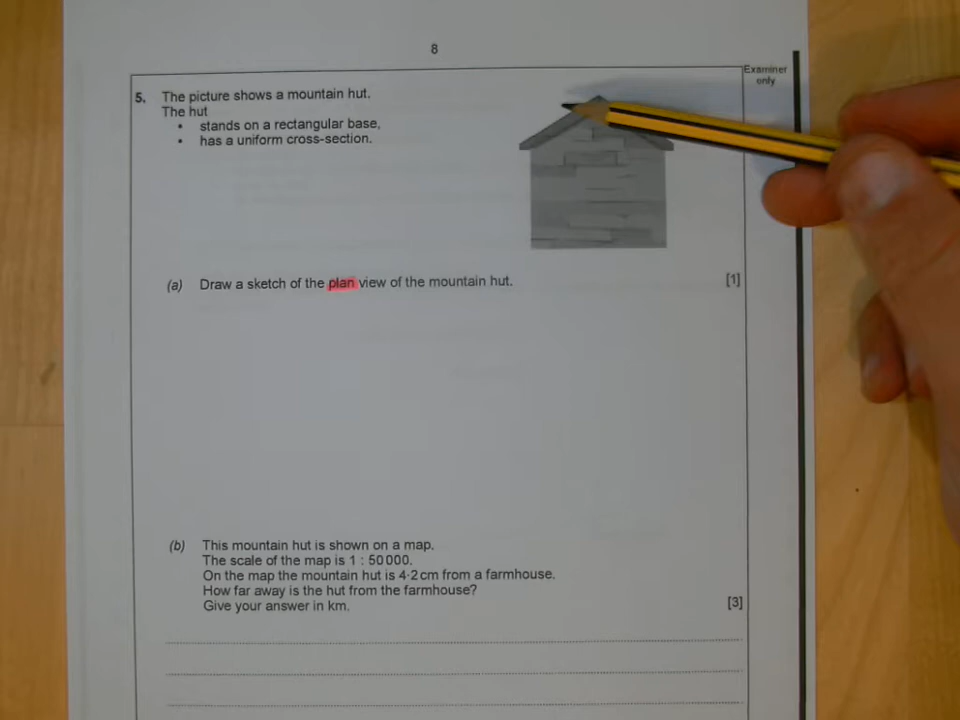 8
Examiner
only
5. The picture shows a mountain hut.
The hut
• stands on a rectangular base,
• has a uniform cross-section.
(a) Draw a sketch of the plan view of the mountain hut. [1]
(b) This mountain hut is shown on a map.
The scale of the map is 1 : 50 000.
On the map the mountain hut is 4·2 cm from a farmhouse.
How far away is the hut from the farmhouse?
Give your answer in km. [3]